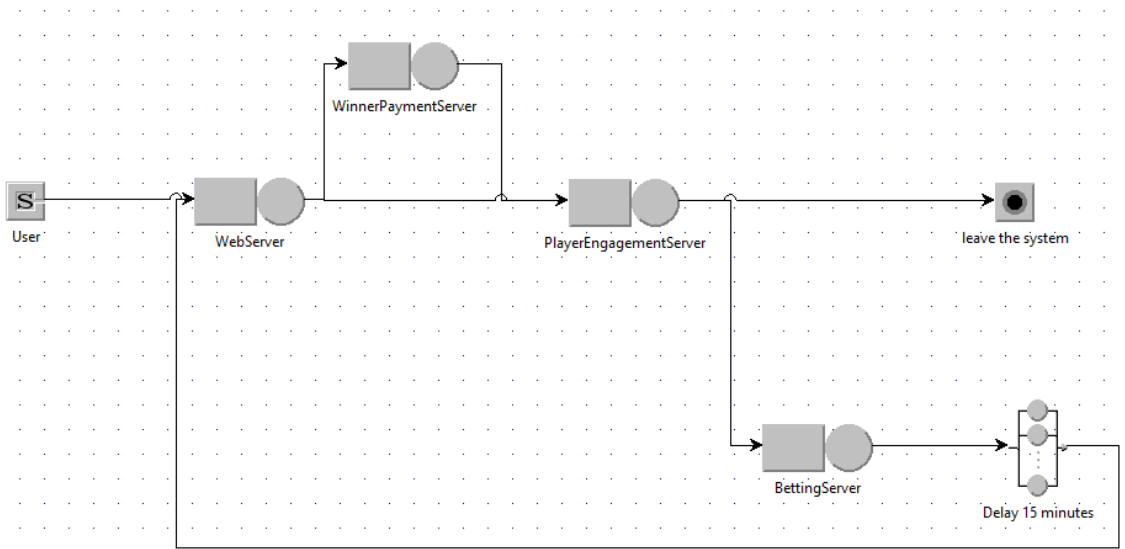 WinnerPaymentServer
S
User
WebServer
PlayerEngagementServer
leave the system
BettingServer
Delay 15 minutes